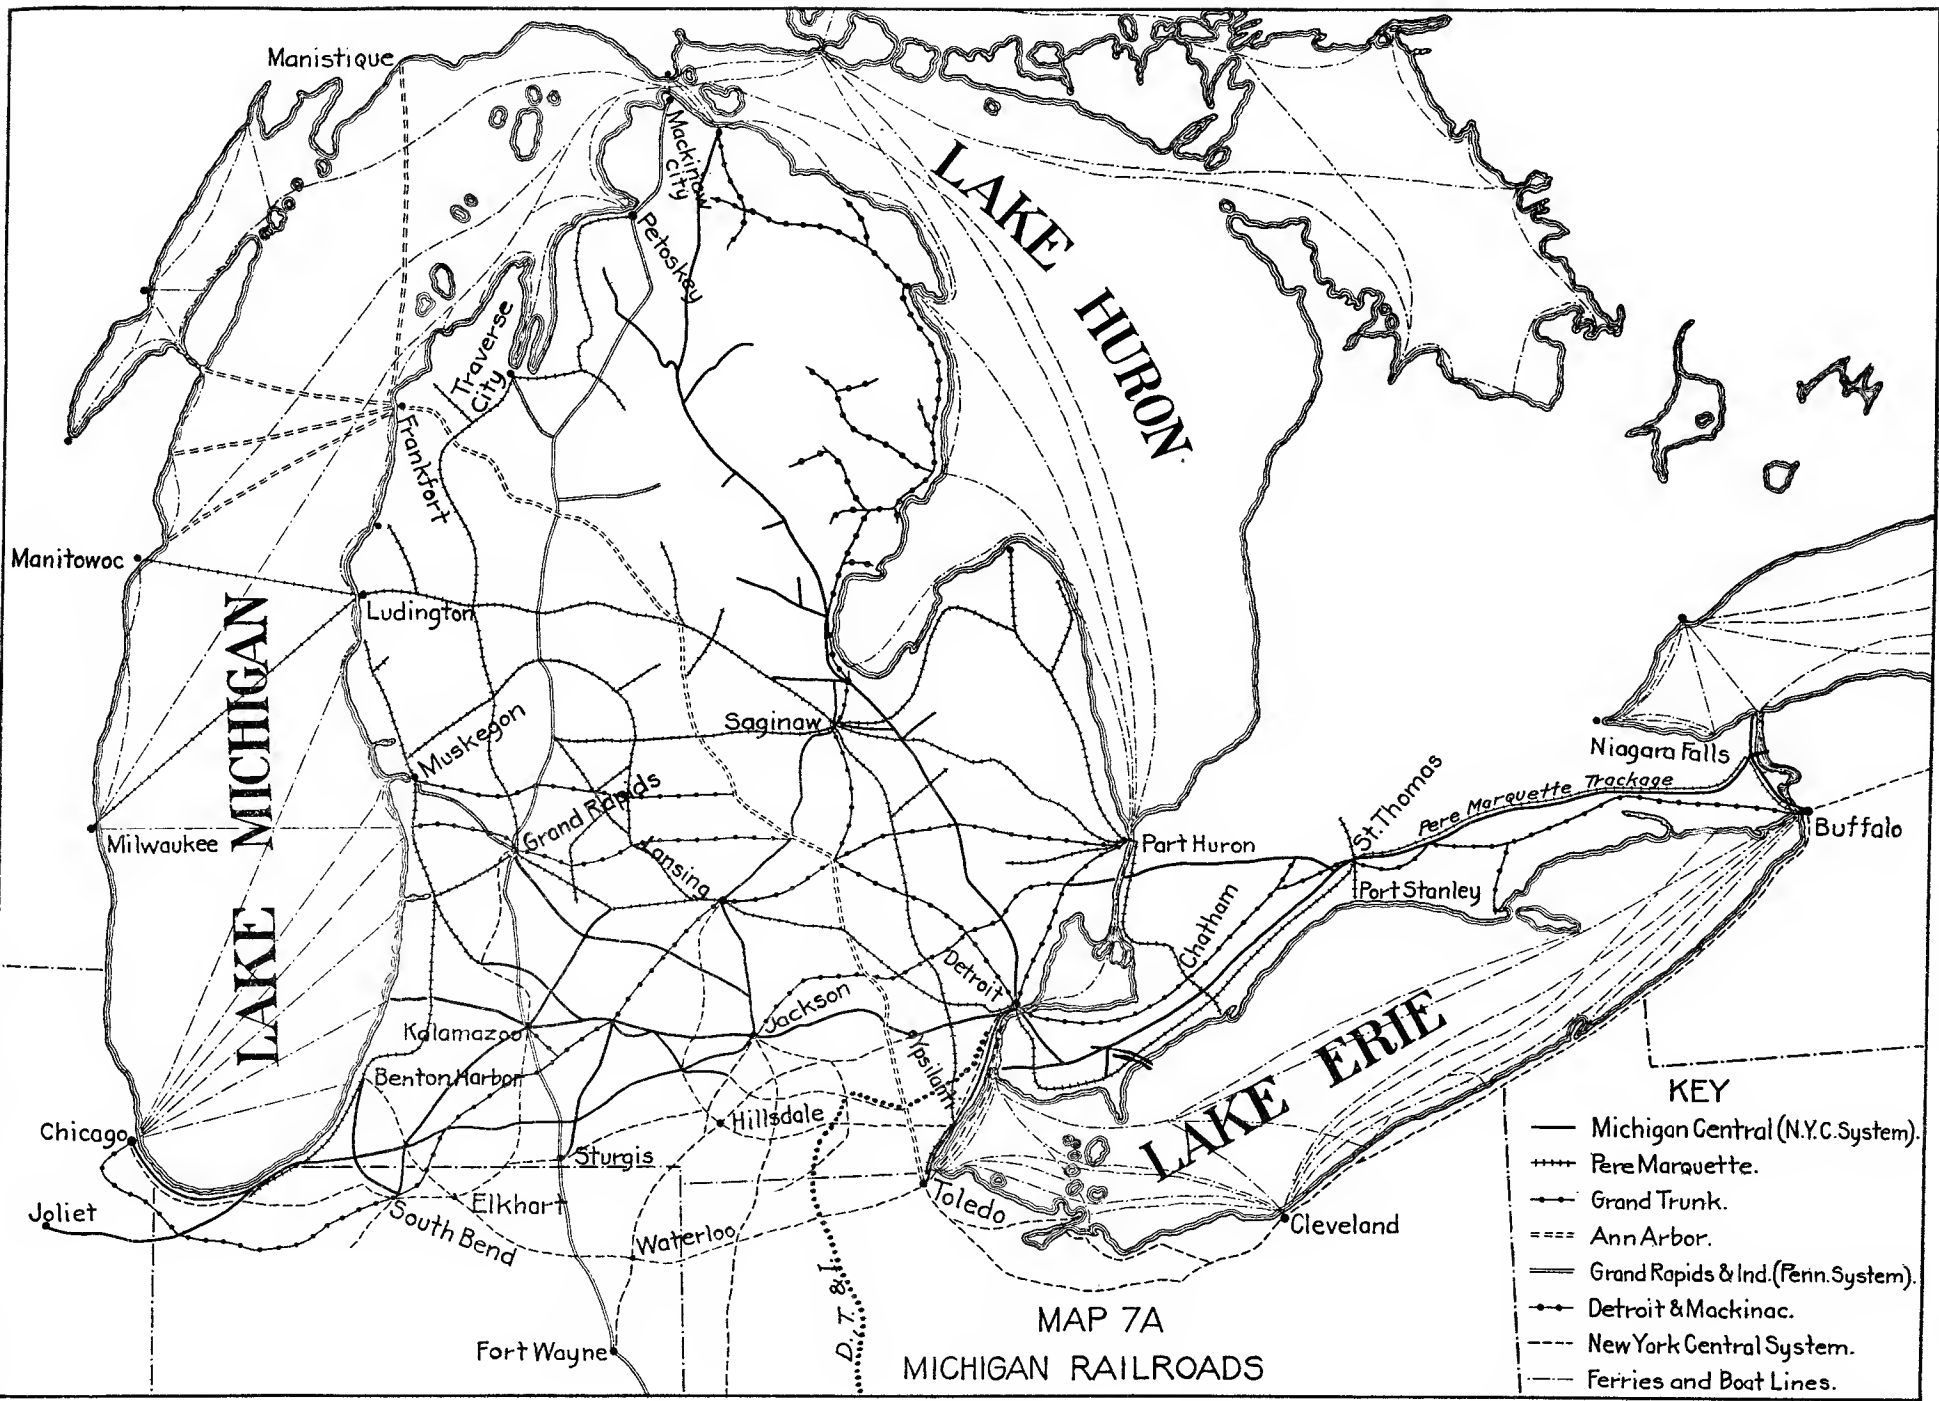 Manistique
Mackinaw
City
LAKE HURON
Petoskey
Traverse
City
Frankfort
Manitowoc
Ludington
LAKE MICHIGAN
Muskegon
Saginaw
Niagara Falls
Milwaukee
Grand Rapids
Lansing
Part Huron
St. Thomas
Pere Marquette Trackage
Buffalo
Port Stanley
Chatham
Detroit
Jackson
Kalamazoo
Ypsilanti
Benton Harbor
LAKE ERIE
Hillsdale
Chicago
Sturgis
Joliet
Elkhart
South Bend
Waterloo
Toledo
Cleveland
D., T. & I.
Fort Wayne
KEY
Michigan Central (N.Y.C. System).
Pere Marquette.
Grand Trunk.
Ann Arbor.
Grand Rapids & Ind. (Penn. System).
Detroit & Mackinac.
New York Central System.
Ferries and Boat Lines.
MAP 7A
MICHIGAN RAILROADS